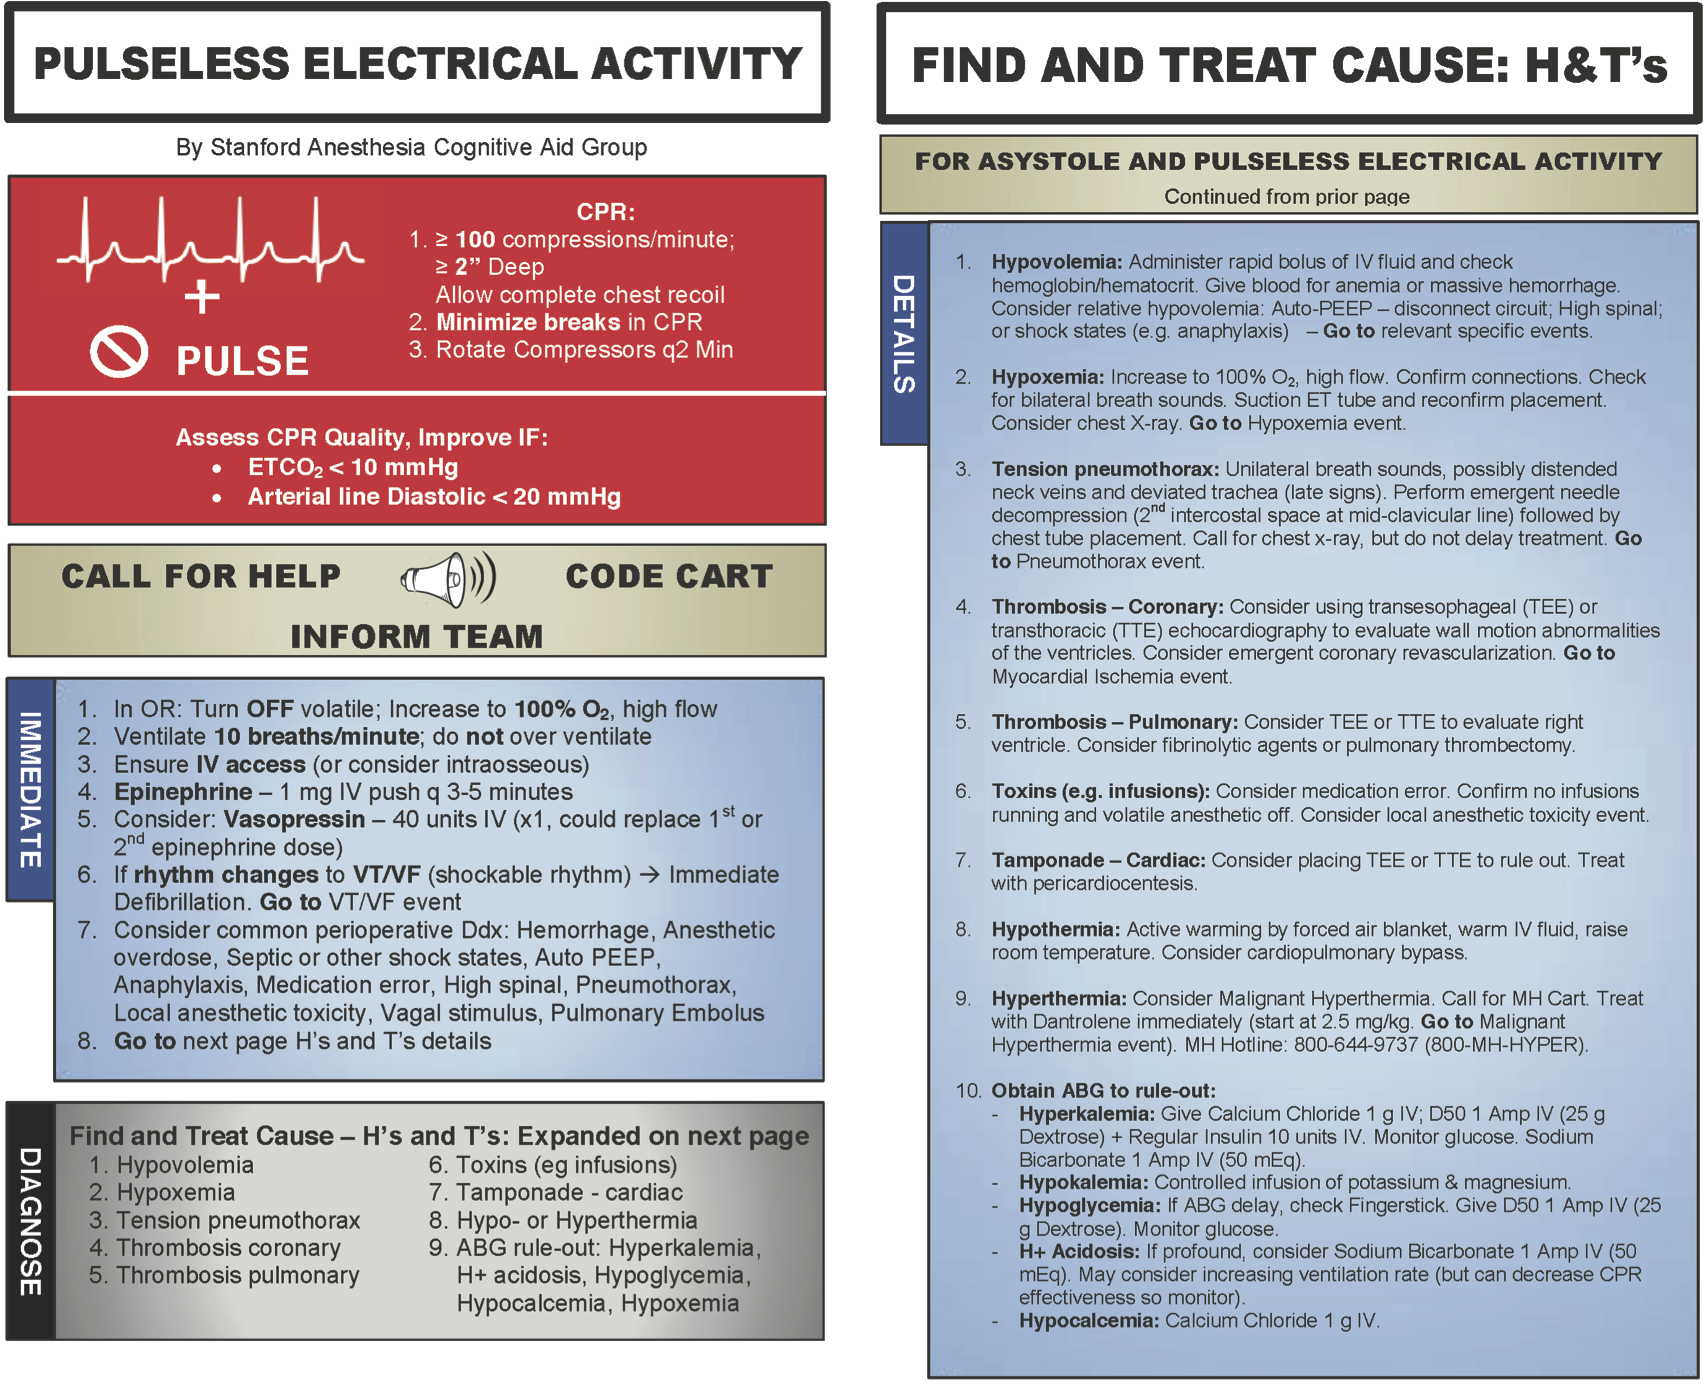 PULSELESS ELECTRICAL ACTIVITY
By Stanford Anesthesia Cognitive Aid Group
+
PULSE
CPR:
1. ≥ 100 compressions/minute;
≥ 2” Deep
Allow complete chest recoil
2. Minimize breaks in CPR
3. Rotate Compressors q2 Min
Assess CPR Quality, Improve IF:
• ETCO₂ < 10 mmHg
• Arterial line Diastolic < 20 mmHg
CALL FOR HELP CODE CART
INFORM TEAM
IMMEDIATE
1. In OR: Turn OFF volatile; Increase to 100% O₂, high flow
2. Ventilate 10 breaths/minute; do not over ventilate
3. Ensure IV access (or consider intraosseous)
4. Epinephrine – 1 mg IV push q 3-5 minutes
5. Consider: Vasopressin – 40 units IV (x1, could replace 1st or
2nd epinephrine dose)
6. If rhythm changes to VT/VF (shockable rhythm) → Immediate
Defibrillation. Go to VT/VF event
7. Consider common perioperative Ddx: Hemorrhage, Anesthetic
overdose, Septic or other shock states, Auto PEEP,
Anaphylaxis, Medication error, High spinal, Pneumothorax,
Local anesthetic toxicity, Vagal stimulus, Pulmonary Embolus
8. Go to next page H's and T's details
DIAGNOSE
Find and Treat Cause – H's and T's: Expanded on next page
1. Hypovolemia
2. Hypoxemia
3. Tension pneumothorax
4. Thrombosis coronary
5. Thrombosis pulmonary
6. Toxins (eg infusions)
7. Tamponade - cardiac
8. Hypo- or Hyperthermia
9. ABG rule-out: Hyperkalemia,
H+ acidosis, Hypoglycemia,
Hypocalcemia, Hypoxemia
FIND AND TREAT CAUSE: H&T’s
FOR ASYSTOLE AND PULSELESS ELECTRICAL ACTIVITY
Continued from prior page
DETAILS
1. Hypovolemia: Administer rapid bolus of IV fluid and check
hemoglobin/hematocrit. Give blood for anemia or massive hemorrhage.
Consider relative hypovolemia: Auto-PEEP – disconnect circuit; High spinal;
or shock states (e.g. anaphylaxis) – Go to relevant specific events.
2. Hypoxemia: Increase to 100% O₂, high flow. Confirm connections. Check
for bilateral breath sounds. Suction ET tube and reconfirm placement.
Consider chest X-ray. Go to Hypoxemia event.
3. Tension pneumothorax: Unilateral breath sounds, possibly distended
neck veins and deviated trachea (late signs). Perform emergent needle
decompression (2nd intercostal space at mid-clavicular line) followed by
chest tube placement. Call for chest x-ray, but do not delay treatment. Go
to Pneumothorax event.
4. Thrombosis – Coronary: Consider using transesophageal (TEE) or
transthoracic (TTE) echocardiography to evaluate wall motion abnormalities
of the ventricles. Consider emergent coronary revascularization. Go to
Myocardial Ischemia event.
5. Thrombosis – Pulmonary: Consider TEE or TTE to evaluate right
ventricle. Consider fibrinolytic agents or pulmonary thrombectomy.
6. Toxins (e.g. infusions): Consider medication error. Confirm no infusions
running and volatile anesthetic off. Consider local anesthetic toxicity event.
7. Tamponade – Cardiac: Consider placing TEE or TTE to rule out. Treat
with pericardiocentesis.
8. Hypothermia: Active warming by forced air blanket, warm IV fluid, raise
room temperature. Consider cardiopulmonary bypass.
9. Hyperthermia: Consider Malignant Hyperthermia. Call for MH Cart. Treat
with Dantrolene immediately (start at 2.5 mg/kg. Go to Malignant
Hyperthermia event). MH Hotline: 800-644-9737 (800-MH-HYPER).
10. Obtain ABG to rule-out:
- Hyperkalemia: Give Calcium Chloride 1 g IV; D50 1 Amp IV (25 g
Dextrose) + Regular Insulin 10 units IV. Monitor glucose. Sodium
Bicarbonate 1 Amp IV (50 mEq).
- Hypokalemia: Controlled infusion of potassium & magnesium.
- Hypoglycemia: If ABG delay, check Fingerstick. Give D50 1 Amp IV (25
g Dextrose). Monitor glucose.
- H+ Acidosis: If profound, consider Sodium Bicarbonate 1 Amp IV (50
mEq). May consider increasing ventilation rate (but can decrease CPR
effectiveness so monitor).
- Hypocalcemia: Calcium Chloride 1 g IV.